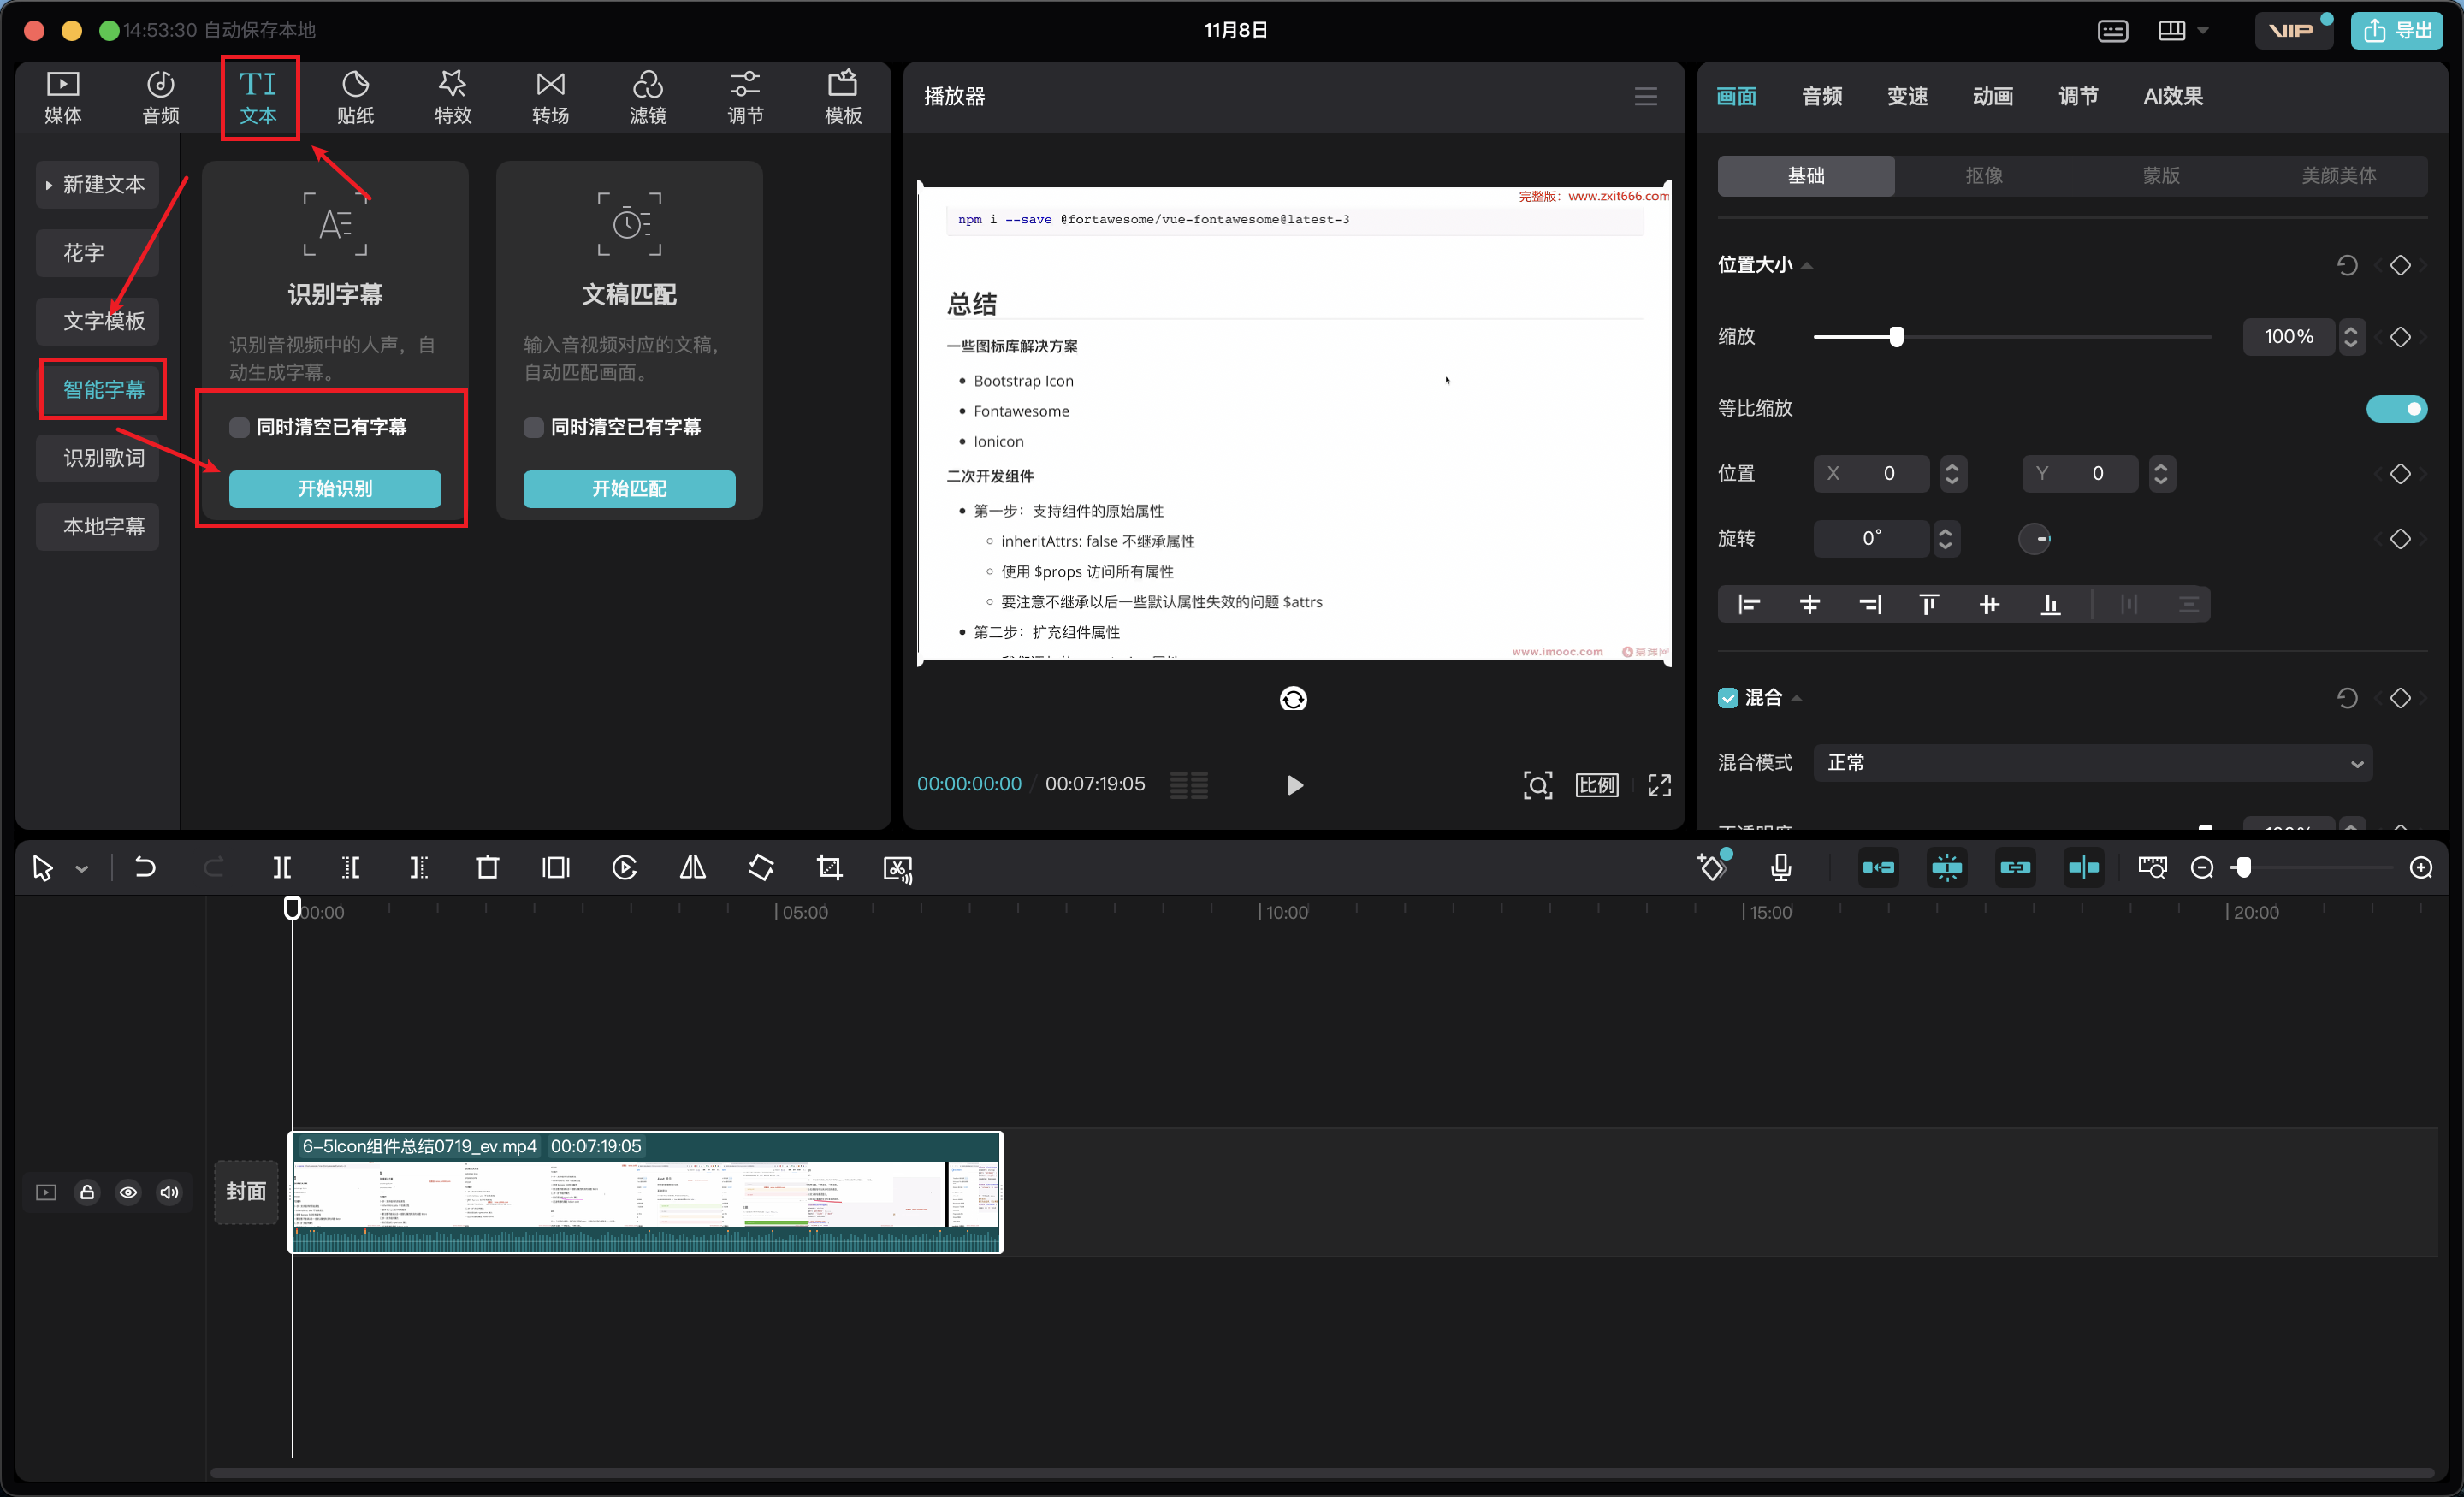 14:53:30 自动保存本地
11月8日
VIP
导出
媒体
音频
TI
文本
贴纸
特效
转场
滤镜
调节
模板
新建文本
花字
文字模板
智能字幕
识别歌词
本地字幕
识别字幕
识别音视频中的人声，自
动生成字幕。
同时清空已有字幕
开始识别
文稿匹配
输入音视频对应的文稿，
自动匹配画面。
同时清空已有字幕
开始匹配
播放器
完整版：www.zxit666.com
npm i --save @fortawesome/vue-fontawesome@latest-3
总结
一些图标库解决方案
Bootstrap Icon
Fontawesome
Ionicon
二次开发组件
第一步：支持组件的原始属性
inheritAttrs: false 不继承属性
使用 $props 访问所有属性
要注意不继承以后一些默认属性失效的问题 $attrs
第二步：扩充组件属性
www.imooc.com
慕课网
00:00:00:00 / 00:07:19:05
比例
画面
音频
变速
动画
调节
AI效果
基础
抠像
蒙版
美颜美体
位置大小
缩放
100%
等比缩放
位置
X 0
Y 0
旋转
0°
混合
混合模式
正常
不透明度
100%
00:00
05:00
10:00
15:00
20:00
6-5Icon组件总结0719_ev.mp4 00:07:19:05
封面